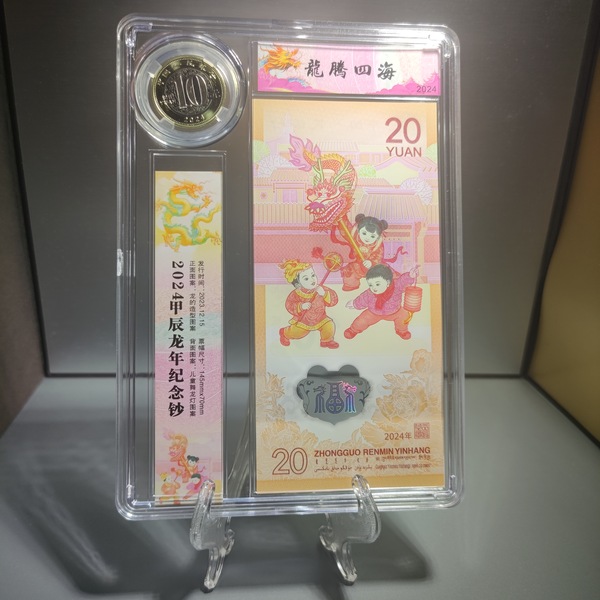 龍騰四海
2024
10
20
YUAN
2024甲辰龙年纪念钞
发行时间：2023.12.15 票幅尺寸：145mmx70mm
正面图案：龙的造型图案 背面图案：儿童舞龙灯图案
福
2024年
20
ZHONGGUO RENMIN YINHANG